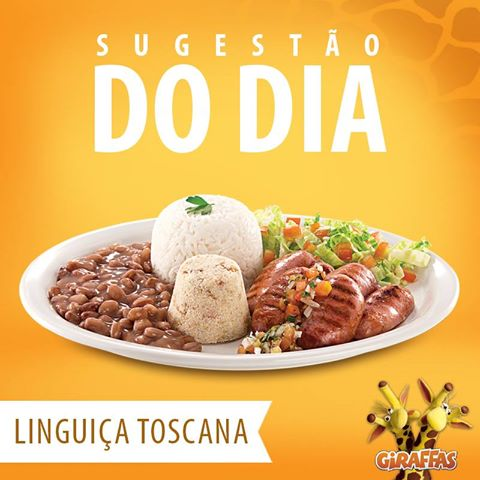 SUGESTÃO
DO DIA
LINGUIÇA TOSCANA
GIRAFFAS